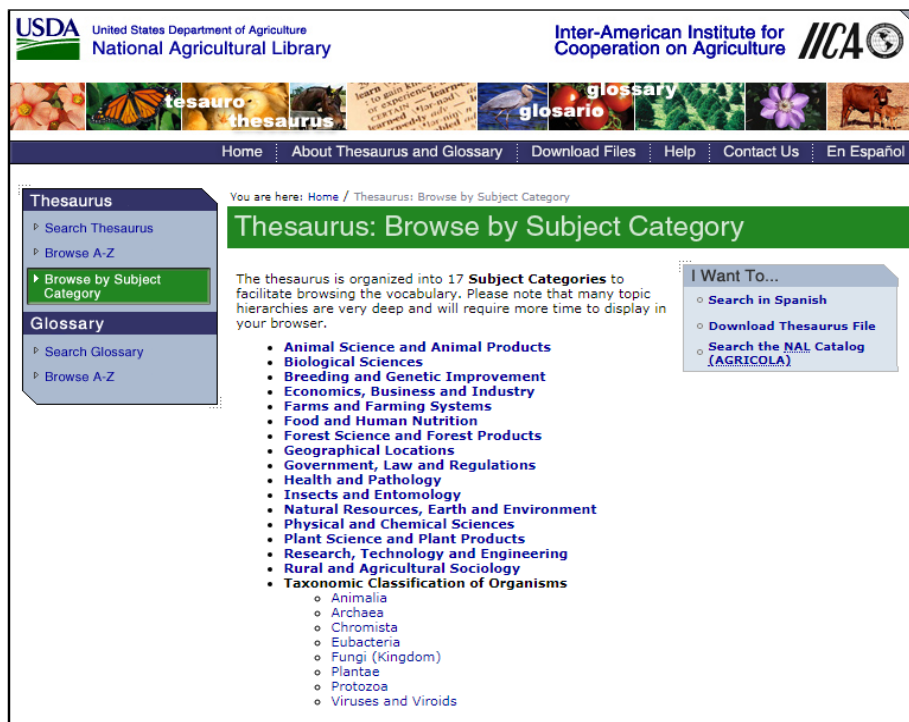 USDA
United States Department of Agriculture
National Agricultural Library
Inter-American Institute for
Cooperation on Agriculture
IICA
tesauro
thesaurus
learn
to gain k
or experience.
CERTAIN
glosario
glossary
Home
About Thesaurus and Glossary
Download Files
Help
Contact Us
En Español
Thesaurus
Search Thesaurus
Browse A-Z
Browse by Subject
Category
Glossary
Search Glossary
Browse A-Z
You are here: Home / Thesaurus: Browse by Subject Category
Thesaurus: Browse by Subject Category
The thesaurus is organized into 17 Subject Categories to
facilitate browsing the vocabulary. Please note that many topic
hierarchies are very deep and will require more time to display in
your browser.
Animal Science and Animal Products
Biological Sciences
Breeding and Genetic Improvement
Economics, Business and Industry
Farms and Farming Systems
Food and Human Nutrition
Forest Science and Forest Products
Geographical Locations
Government, Law and Regulations
Health and Pathology
Insects and Entomology
Natural Resources, Earth and Environment
Physical and Chemical Sciences
Plant Science and Plant Products
Research, Technology and Engineering
Rural and Agricultural Sociology
Taxonomic Classification of Organisms
Animalia
Archaea
Chromista
Eubacteria
Fungi (Kingdom)
Plantae
Protozoa
Viruses and Viroids
I Want To...
Search in Spanish
Download Thesaurus File
Search the NAL Catalog
(AGRICOLA)